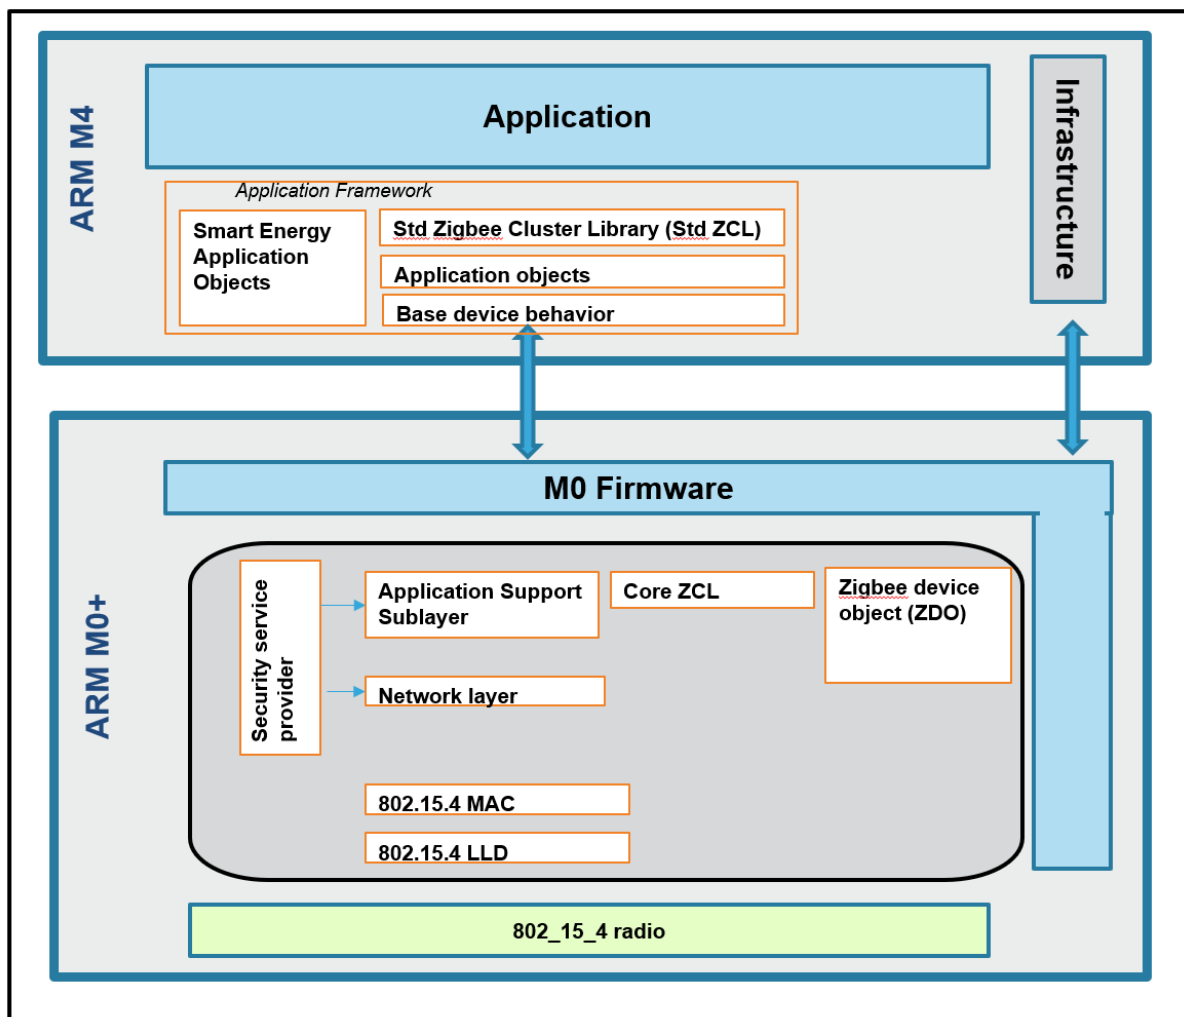 ARM M4
Application
Infrastructure
Application Framework
Smart Energy
Application
Objects
Std Zigbee Cluster Library (Std ZCL)
Application objects
Base device behavior
ARM M0+
M0 Firmware
Security service
provider
Application Support
Sublayer
Core ZCL
Zigbee device
object (ZDO)
Network layer
802.15.4 MAC
802.15.4 LLD
802_15_4 radio